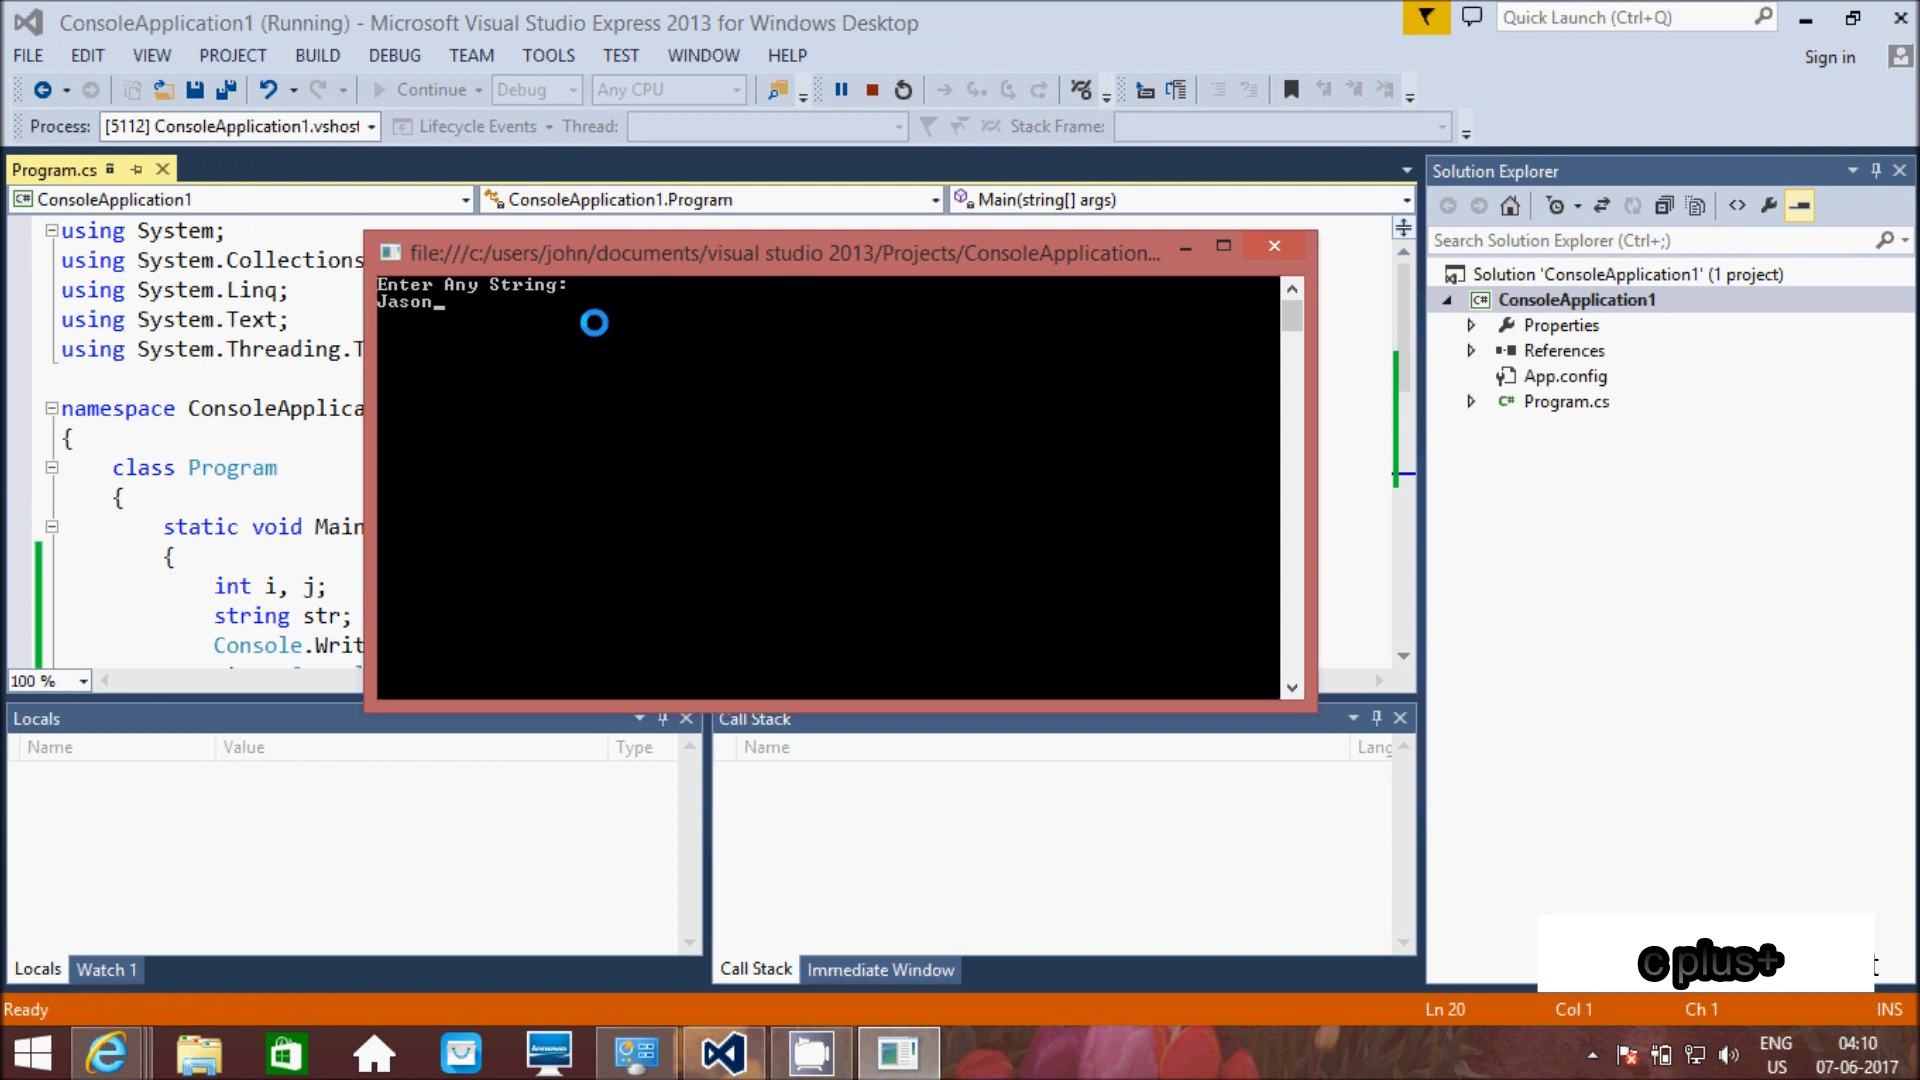 ConsoleApplication1 (Running) - Microsoft Visual Studio Express 2013 for Windows Desktop
Quick Launch (Ctrl+Q)
FILE EDIT VIEW PROJECT BUILD DEBUG TEAM TOOLS TEST WINDOW HELP
Sign in
Continue Debug Any CPU
Process: [5112] ConsoleApplication1.vshost Lifecycle Events Thread: Stack Frame:
Program.cs
ConsoleApplication1 ConsoleApplication1.Program Main(string[] args)
using System;
using System.Collections
using System.Linq;
using System.Text;
using System.Threading.T
namespace ConsoleApplica
{
class Program
{
static void Main
{
int i, j;
string str;
Console.Writ
100 %
file:///c:/users/john/documents/visual studio 2013/Projects/ConsoleApplication...
Enter Any String:
Jason_
Solution Explorer
Search Solution Explorer (Ctrl+;)
Solution 'ConsoleApplication1' (1 project)
ConsoleApplication1
Properties
References
App.config
Program.cs
Locals
Name Value Type
Locals Watch 1
Call Stack
Name Lang
Call Stack Immediate Window
c plus+
t
Ready Ln 20 Col 1 Ch 1 INS
ENG
US
04:10
07-06-2017